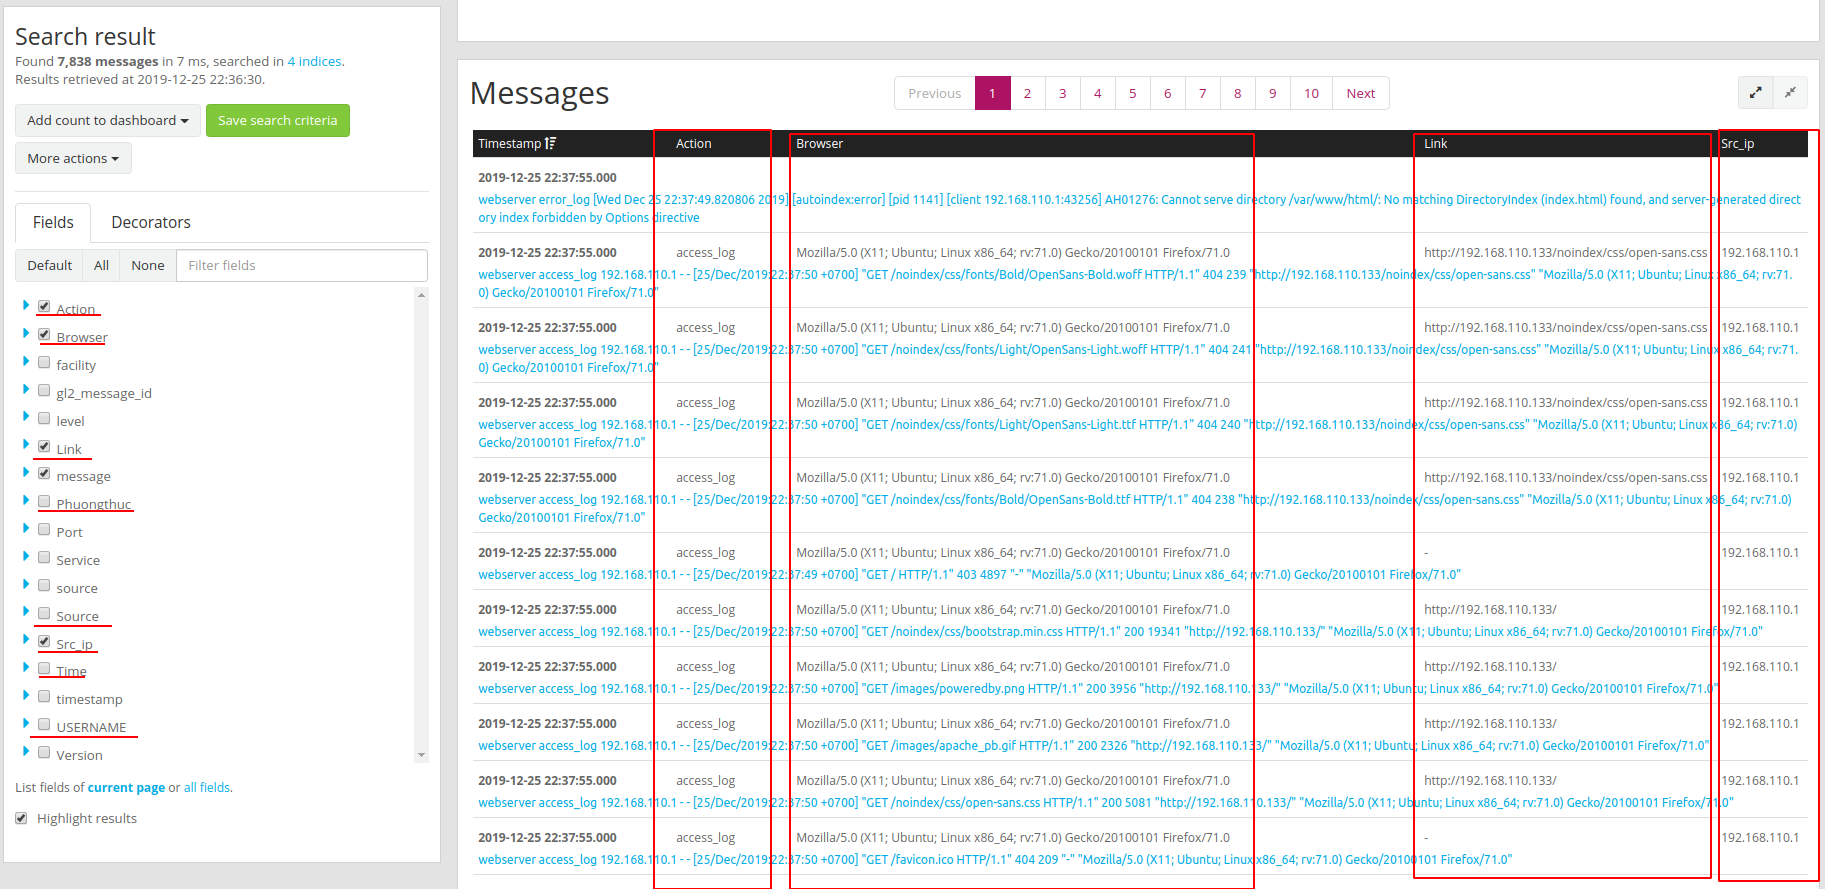 Search result
Found 7,838 messages in 7 ms, searched in 4 indices.
Results retrieved at 2019-12-25 22:36:30.
Add count to dashboard
Save search criteria
More actions
Fields
Decorators
Default
All
None
Filter fields
Action
Browser
facility
gl2_message_id
level
Link
message
Phuongthuc
Port
Service
source
Source
Src_ip
Time
timestamp
USERNAME
Version
List fields of current page or all fields.
Highlight results
Messages
Previous 1 2 3 4 5 6 7 8 9 10 Next
Timestamp Action Browser Link Src_ip
2019-12-25 22:37:55.000
webserver error_log [Wed Dec 25 22:37:49.820806 2019] [autoindex:error] [pid 1141] [client 192.168.110.1:43256] AH01276: Cannot serve directory /var/www/html/: No matching DirectoryIndex (index.html) found, and server-generated direct
ory index forbidden by Options directive
2019-12-25 22:37:55.000 access_log Mozilla/5.0 (X11; Ubuntu; Linux x86_64; rv:71.0) Gecko/20100101 Firefox/71.0 http://192.168.110.133/noindex/css/open-sans.css 192.168.110.1
webserver access_log 192.168.110.1 - - [25/Dec/2019:22:37:50 +0700] "GET /noindex/css/fonts/Bold/OpenSans-Bold.woff HTTP/1.1" 404 239 "http://192.168.110.133/noindex/css/open-sans.css" "Mozilla/5.0 (X11; Ubuntu; Linux x86_64; rv:71.
0) Gecko/20100101 Firefox/71.0"
2019-12-25 22:37:55.000 access_log Mozilla/5.0 (X11; Ubuntu; Linux x86_64; rv:71.0) Gecko/20100101 Firefox/71.0 http://192.168.110.133/noindex/css/open-sans.css 192.168.110.1
webserver access_log 192.168.110.1 - - [25/Dec/2019:22:37:50 +0700] "GET /noindex/css/fonts/Light/OpenSans-Light.woff HTTP/1.1" 404 241 "http://192.168.110.133/noindex/css/open-sans.css" "Mozilla/5.0 (X11; Ubuntu; Linux x86_64; rv:71.
0) Gecko/20100101 Firefox/71.0"
2019-12-25 22:37:55.000 access_log Mozilla/5.0 (X11; Ubuntu; Linux x86_64; rv:71.0) Gecko/20100101 Firefox/71.0 http://192.168.110.133/noindex/css/open-sans.css 192.168.110.1
webserver access_log 192.168.110.1 - - [25/Dec/2019:22:37:50 +0700] "GET /noindex/css/fonts/Light/OpenSans-Light.ttf HTTP/1.1" 404 240 "http://192.168.110.133/noindex/css/open-sans.css" "Mozilla/5.0 (X11; Ubuntu; Linux x86_64; rv:71.0)
Gecko/20100101 Firefox/71.0"
2019-12-25 22:37:55.000 access_log Mozilla/5.0 (X11; Ubuntu; Linux x86_64; rv:71.0) Gecko/20100101 Firefox/71.0 http://192.168.110.133/noindex/css/open-sans.css 192.168.110.1
webserver access_log 192.168.110.1 - - [25/Dec/2019:22:37:50 +0700] "GET /noindex/css/fonts/Bold/OpenSans-Bold.ttf HTTP/1.1" 404 238 "http://192.168.110.133/noindex/css/open-sans.css" "Mozilla/5.0 (X11; Ubuntu; Linux x86_64; rv:71.0)
Gecko/20100101 Firefox/71.0"
2019-12-25 22:37:55.000 access_log Mozilla/5.0 (X11; Ubuntu; Linux x86_64; rv:71.0) Gecko/20100101 Firefox/71.0 - 192.168.110.1
webserver access_log 192.168.110.1 - - [25/Dec/2019:22:37:49 +0700] "GET / HTTP/1.1" 403 4897 "-" "Mozilla/5.0 (X11; Ubuntu; Linux x86_64; rv:71.0) Gecko/20100101 Firefox/71.0"
2019-12-25 22:37:55.000 access_log Mozilla/5.0 (X11; Ubuntu; Linux x86_64; rv:71.0) Gecko/20100101 Firefox/71.0 http://192.168.110.133/ 192.168.110.1
webserver access_log 192.168.110.1 - - [25/Dec/2019:22:37:50 +0700] "GET /noindex/css/bootstrap.min.css HTTP/1.1" 200 19341 "http://192.168.110.133/" "Mozilla/5.0 (X11; Ubuntu; Linux x86_64; rv:71.0) Gecko/20100101 Firefox/71.0"
2019-12-25 22:37:55.000 access_log Mozilla/5.0 (X11; Ubuntu; Linux x86_64; rv:71.0) Gecko/20100101 Firefox/71.0 http://192.168.110.133/ 192.168.110.1
webserver access_log 192.168.110.1 - - [25/Dec/2019:22:37:50 +0700] "GET /images/poweredby.png HTTP/1.1" 200 3956 "http://192.168.110.133/" "Mozilla/5.0 (X11; Ubuntu; Linux x86_64; rv:71.0) Gecko/20100101 Firefox/71.0"
2019-12-25 22:37:55.000 access_log Mozilla/5.0 (X11; Ubuntu; Linux x86_64; rv:71.0) Gecko/20100101 Firefox/71.0 http://192.168.110.133/ 192.168.110.1
webserver access_log 192.168.110.1 - - [25/Dec/2019:22:37:50 +0700] "GET /images/apache_pb.gif HTTP/1.1" 200 2326 "http://192.168.110.133/" "Mozilla/5.0 (X11; Ubuntu; Linux x86_64; rv:71.0) Gecko/20100101 Firefox/71.0"
2019-12-25 22:37:55.000 access_log Mozilla/5.0 (X11; Ubuntu; Linux x86_64; rv:71.0) Gecko/20100101 Firefox/71.0 http://192.168.110.133/ 192.168.110.1
webserver access_log 192.168.110.1 - - [25/Dec/2019:22:37:50 +0700] "GET /noindex/css/open-sans.css HTTP/1.1" 200 5081 "http://192.168.110.133/" "Mozilla/5.0 (X11; Ubuntu; Linux x86_64; rv:71.0) Gecko/20100101 Firefox/71.0"
2019-12-25 22:37:55.000 access_log Mozilla/5.0 (X11; Ubuntu; Linux x86_64; rv:71.0) Gecko/20100101 Firefox/71.0 - 192.168.110.1
webserver access_log 192.168.110.1 - - [25/Dec/2019:22:37:50 +0700] "GET /favicon.ico HTTP/1.1" 404 209 "-" "Mozilla/5.0 (X11; Ubuntu; Linux x86_64; rv:71.0) Gecko/20100101 Firefox/71.0"